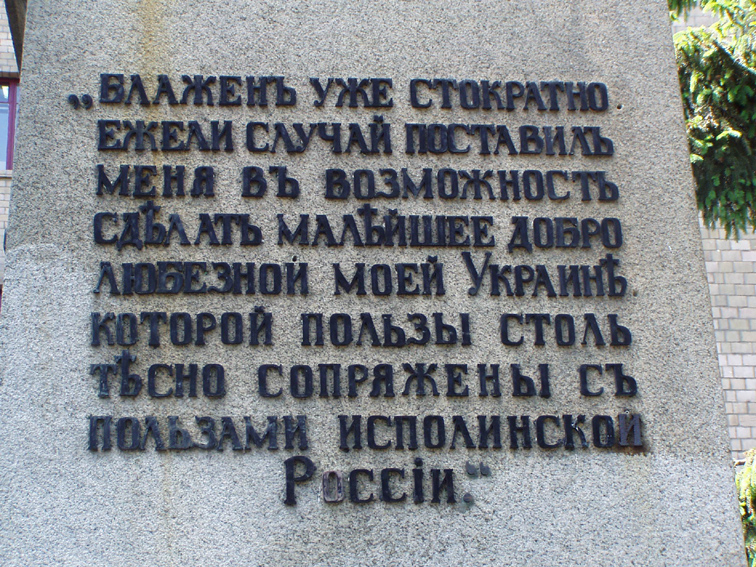 „Блаженъ уже стократно
ежели случай поставилъ
меня въ возможность
сдѣлать малѣйшее добро
любезной моей Украинѣ.
которой пользы столь
тѣсно сопряжены съ
пользами исполинской
Россіи."